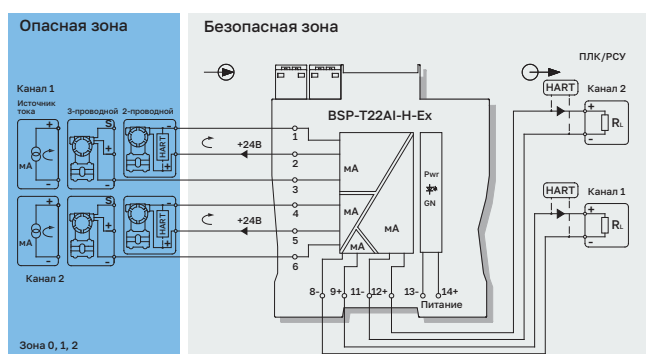 Опасная зона
Безопасная зона
ПЛК/РСУ
Канал 1
HART
Канал 2
Источник тока
3-проводной
2-проводной
BSP-T22AI-H-Ex
+
RL
-
S
-
+
HART
+
+
-
-
мА
1
+24В
2
3
мА
Pwr
GN
HART
Канал 1
+
RL
-
S
-
+
HART
+
+
-
-
мА
4
+24В
5
6
мА
мА
мА
Канал 2
8-
9+
11-
12+
13-
14+
Питание
Зона 0, 1, 2